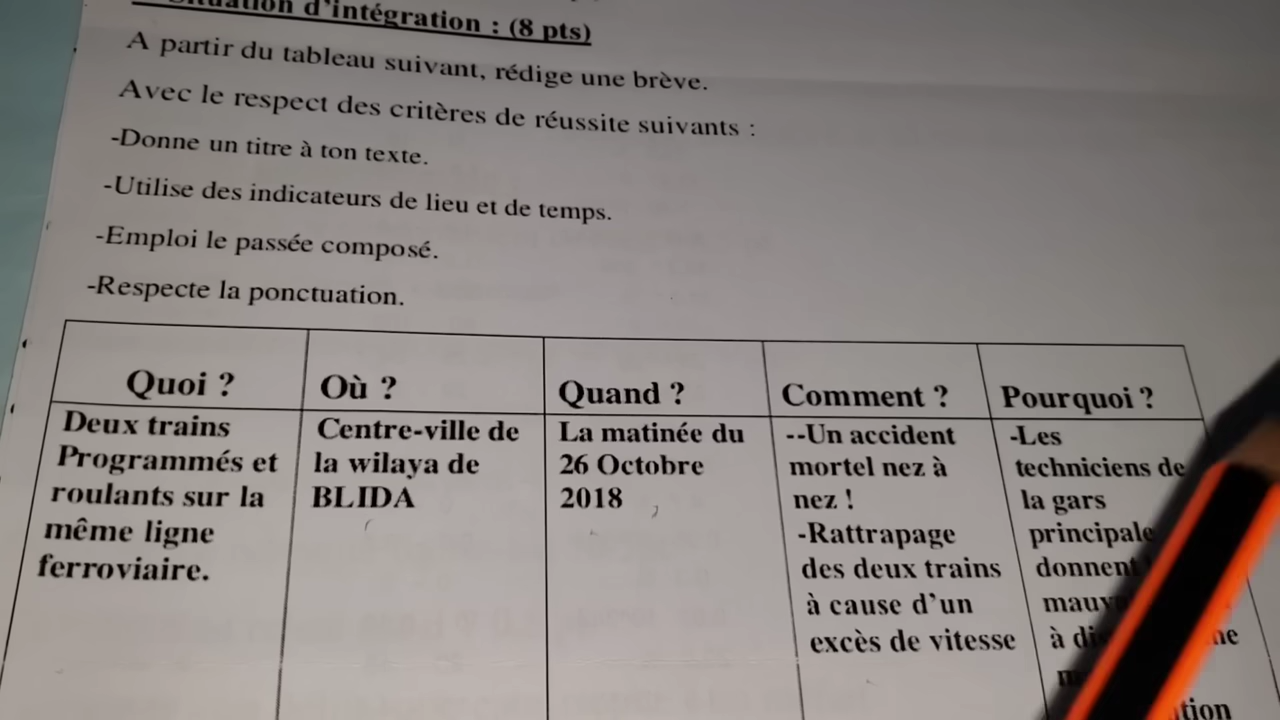 Situation d'intégration : (8 pts)
A partir du tableau suivant, rédige une brève.
Avec le respect des critères de réussite suivants :
-Donne un titre à ton texte.
-Utilise des indicateurs de lieu et de temps.
-Emploi le passée composé.
-Respecte la ponctuation.
Quoi ?
Où ?
Quand ?
Comment ?
Pourquoi ?
Deux trains
Programmés et
roulants sur la
même ligne
ferroviaire.
Centre-ville de
la wilaya de
BLIDA
La matinée du
26 Octobre
2018
--Un accident
mortel nez à
nez !
-Rattrapage
des deux trains
à cause d'un
excès de vitesse
-Les
techniciens de
la gars
principale
donnent
à